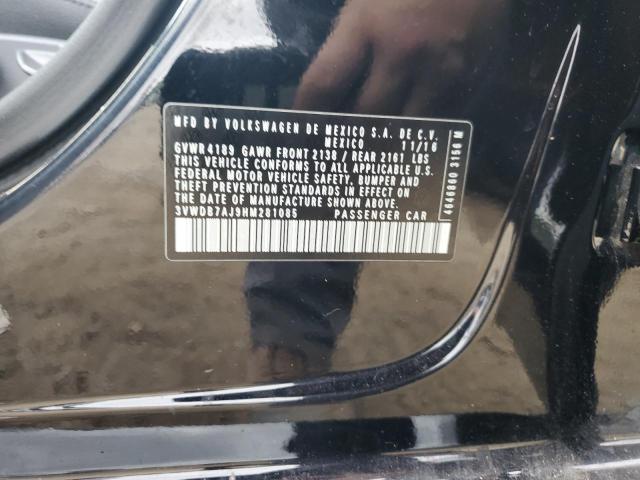 MFD BY VOLKSWAGEN DE MEXICO S.A. DE C.V.
MEXICO 11/16
GVWR 4189 GAWR FRONT 2138 / REAR 2161 LBS
THIS VEHICLE CONFORMS TO ALL APPLICABLE
FEDERAL MOTOR VEHICLE SAFETY, BUMPER AND
THEFT PREVENTION STANDARDS IN EFFECT ON
THE DATE OF MANUFACTURE SHOWN ABOVE
3VWDB7AJ9HM281085 PASSENGER CAR
4646800 3156 M